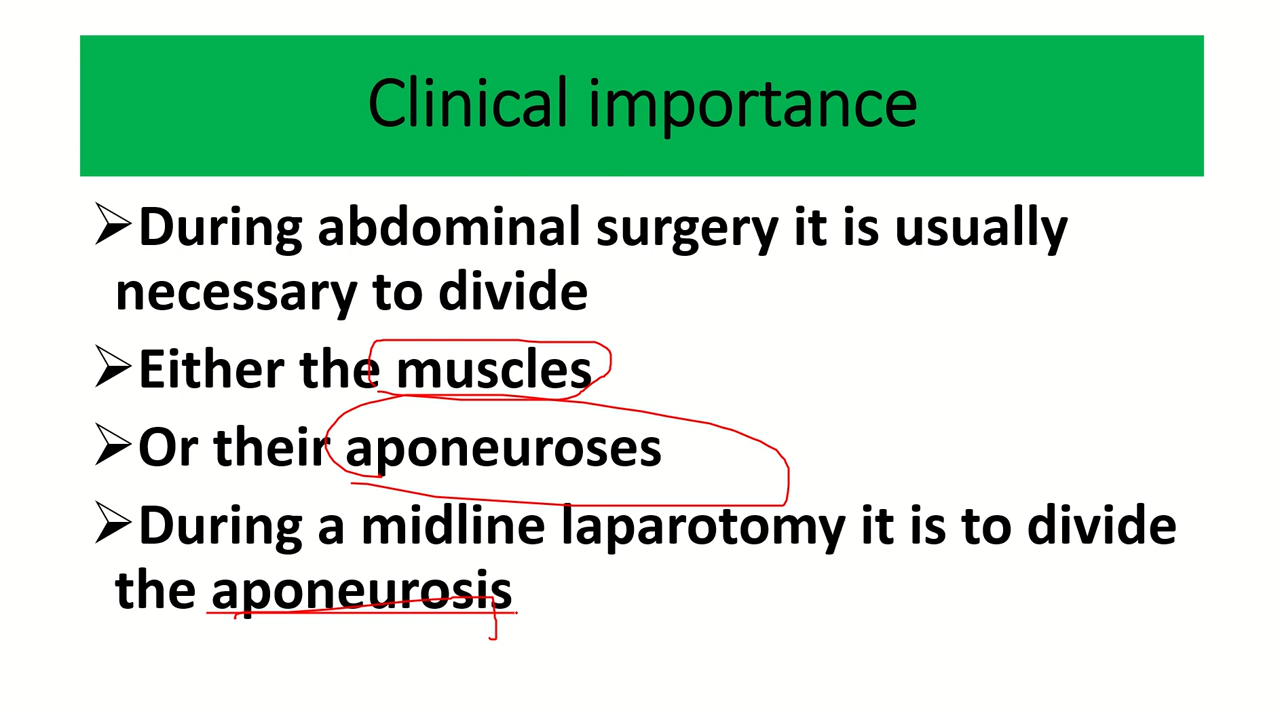 Clinical importance
➢During abdominal surgery it is usually
necessary to divide
➢Either the muscles
➢Or their aponeuroses
➢During a midline laparotomy it is to divide
the aponeurosis